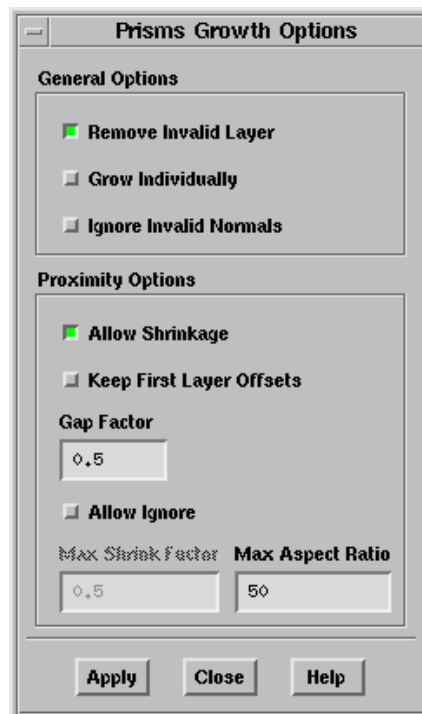 Prisms Growth Options
General Options
Remove Invalid Layer
Grow Individually
Ignore Invalid Normals
Proximity Options
Allow Shrinkage
Keep First Layer Offsets
Gap Factor
0.5
Allow Ignore
Max Shrink Factor Max Aspect Ratio
0.5 50
Apply Close Help